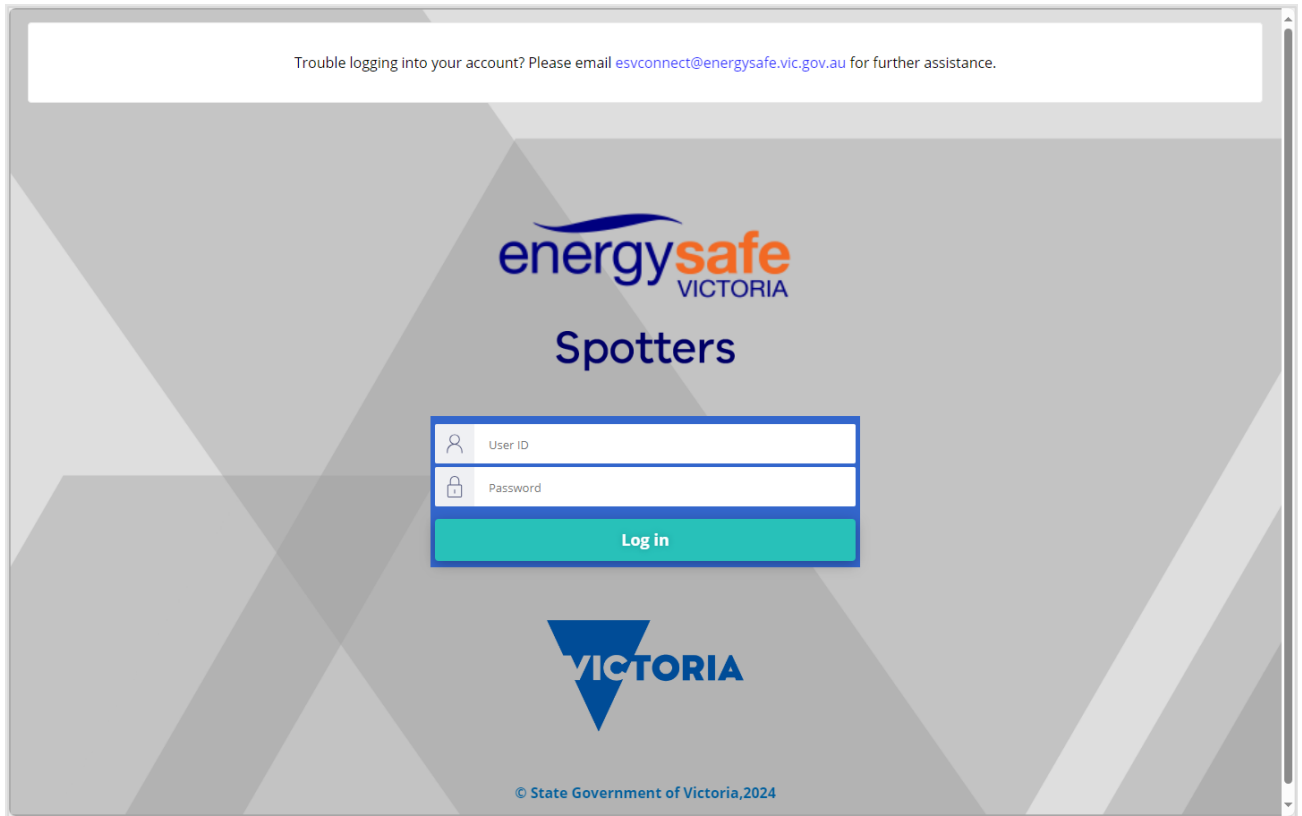 Trouble logging into your account? Please email esvconnect@energysafe.vic.gov.au for further assistance.
energysafe
VICTORIA
Spotters
User ID
Password
Log in
VICTORIA
© State Government of Victoria,2024